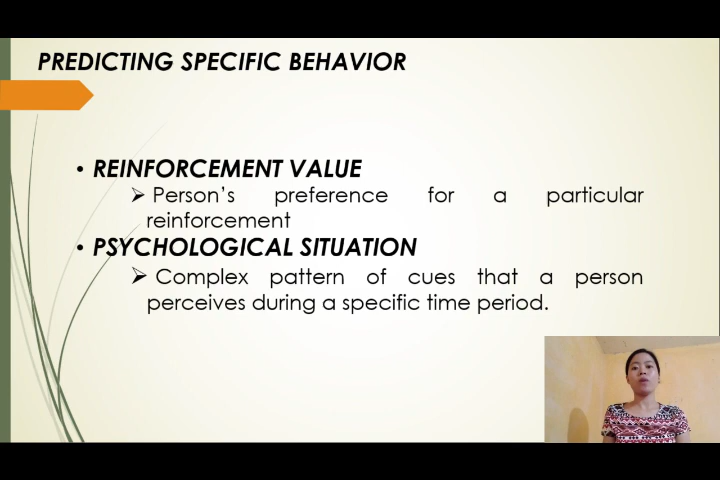 PREDICTING SPECIFIC BEHAVIOR
• REINFORCEMENT VALUE
➢ Person's preference for a particular
reinforcement
• PSYCHOLOGICAL SITUATION
➢ Complex pattern of cues that a person
perceives during a specific time period.